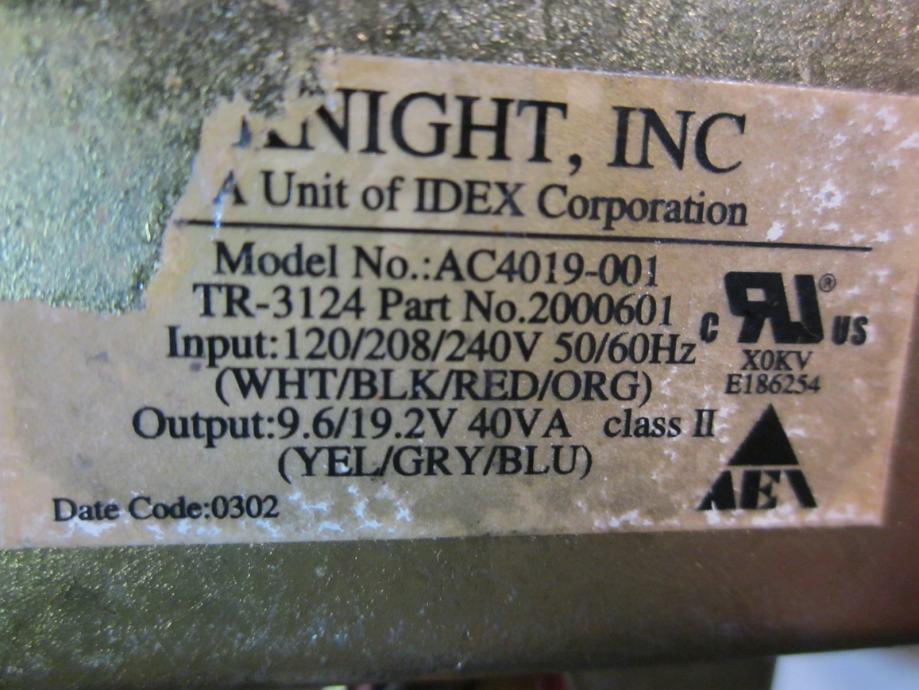 KNIGHT, INC
A Unit of IDEX Corporation
Model No.:AC4019-001
TR-3124 Part No.2000601
Input:120/208/240V 50/60Hz
(WHT/BLK/RED/ORG)
Output:9.6/19.2V 40VA class II
(YEL/GRY/BLU)
Date Code:0302
C RU® US
X0KV
E186254
AEI